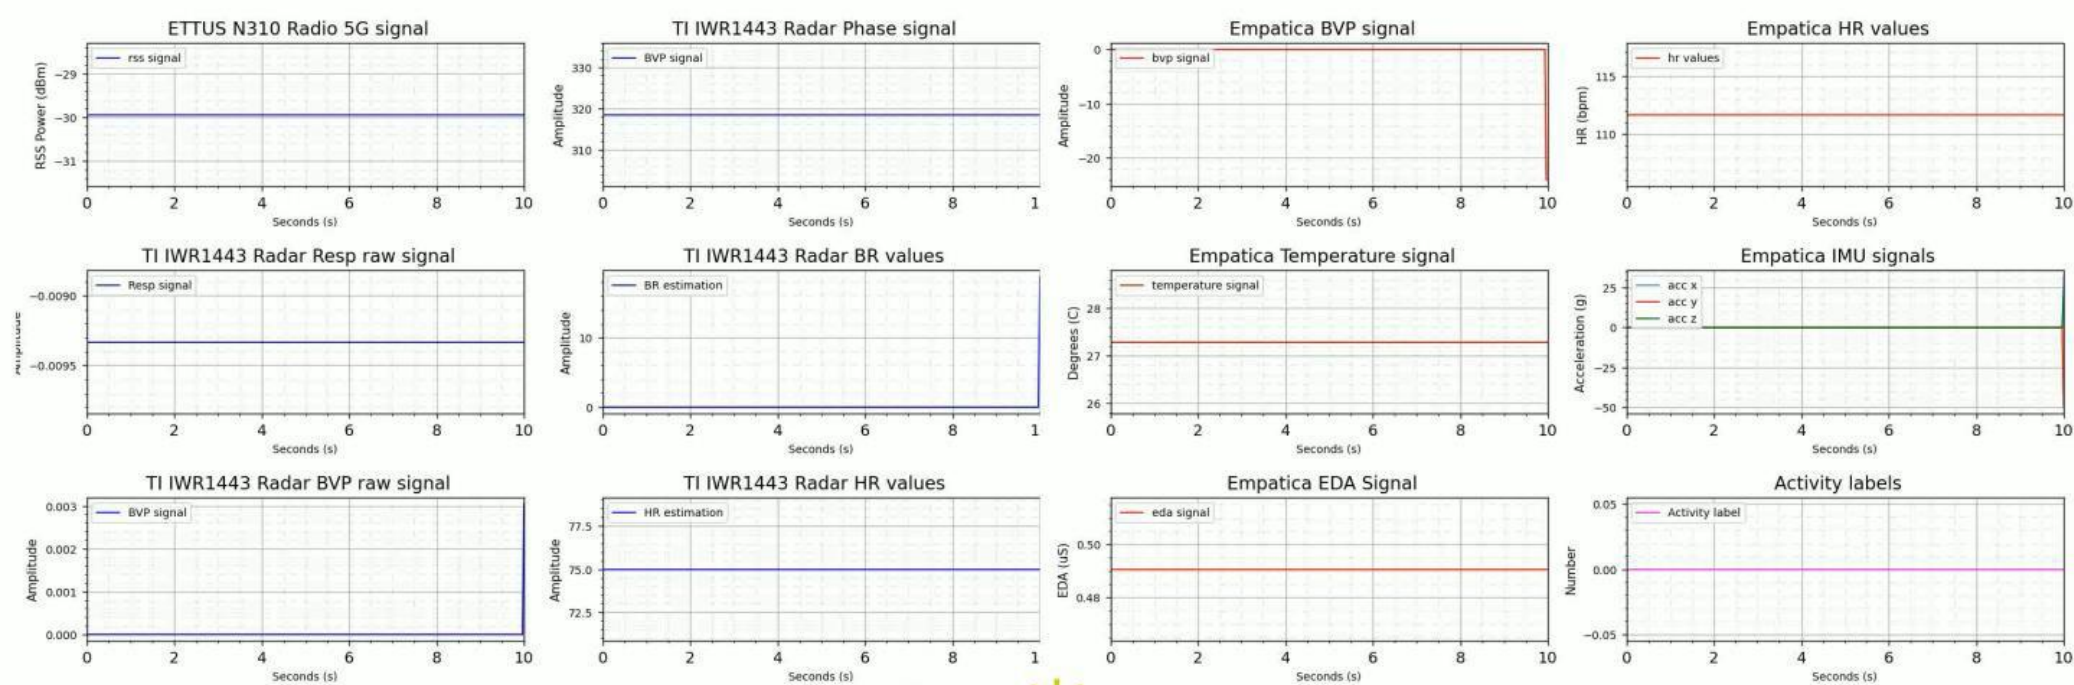 ETTUS N310 Radio 5G signal
RSS Power (dBm)
rss signal
−29
−30
−31
0 2 4 6 8 10
Seconds (s)
TI IWR1443 Radar Phase signal
Amplitude
BVP signal
330
320
310
0 2 4 6 8 1
Seconds (s)
Empatica BVP signal
Amplitude
bvp signal
0
−10
−20
0 2 4 6 8 10
Seconds (s)
Empatica HR values
HR (bpm)
hr values
115
110
0 2 4 6 8 10
Seconds (s)
TI IWR1443 Radar Resp raw signal
Resp signal
−0.0090
−0.0095
0 2 4 6 8 10
Seconds (s)
TI IWR1443 Radar BR values
Amplitude
BR estimation
10
0
0 2 4 6 8 1
Seconds (s)
Empatica Temperature signal
Degrees (C)
temperature signal
28
27
26
0 2 4 6 8 10
Seconds (s)
Empatica IMU signals
Acceleration (g)
acc x
acc y
acc z
25
0
−25
−50
0 2 4 6 8 10
Seconds (s)
TI IWR1443 Radar BVP raw signal
Amplitude
BVP signal
0.003
0.002
0.001
0.000
0 2 4 6 8 10
Seconds (s)
TI IWR1443 Radar HR values
Amplitude
HR estimation
77.5
75.0
72.5
0 2 4 6 8 1
Seconds (s)
Empatica EDA Signal
EDA (uS)
eda signal
0.50
0.48
0 2 4 6 8 10
Seconds (s)
Activity labels
Number
Activity label
0.05
0.00
−0.05
0 2 4 6 8 10
Seconds (s)